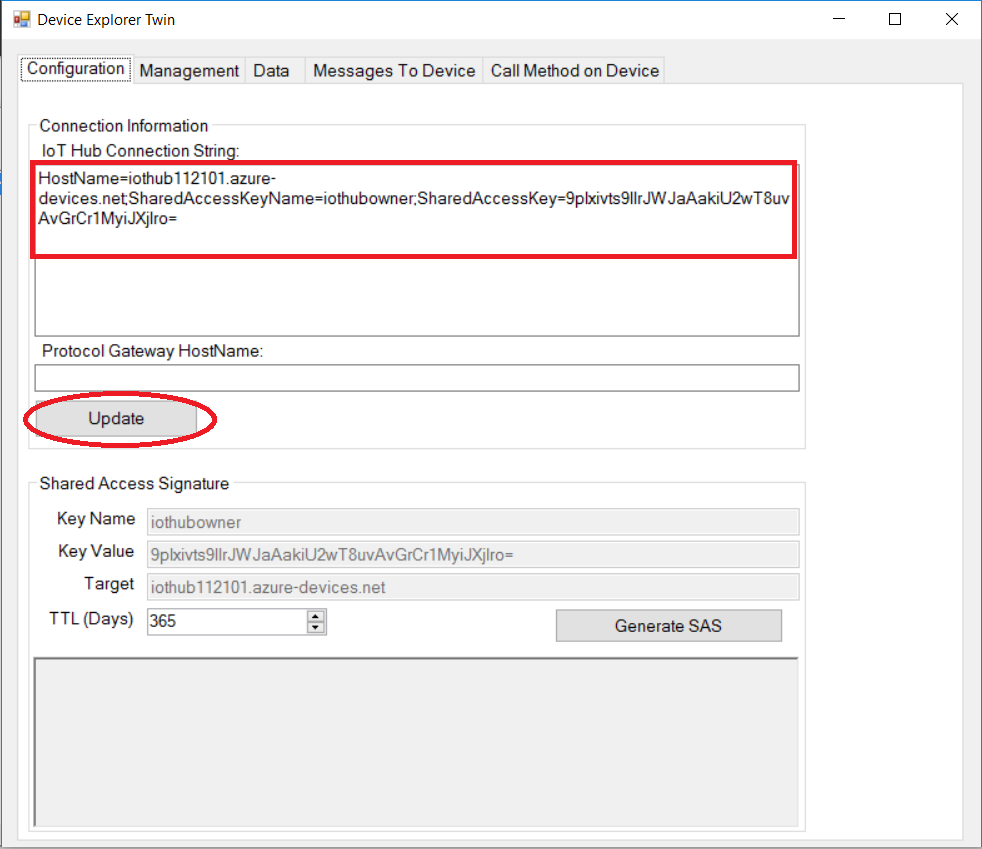 Device Explorer Twin
Configuration Management Data Messages To Device Call Method on Device
Connection Information
IoT Hub Connection String:
HostName=iothub112101.azure-
devices.net;SharedAccessKeyName=iothubowner;SharedAccessKey=9plxivts9llrJWJaAakiU2wT8uv
AvGrCr1MyiJXjlro=
Protocol Gateway HostName:
Update
Shared Access Signature
Key Name iothubowner
Key Value 9plxivts9llrJWJaAakiU2wT8uvAvGrCr1MyiJXjlro=
Target iothub112101.azure-devices.net
TTL (Days) 365
Generate SAS